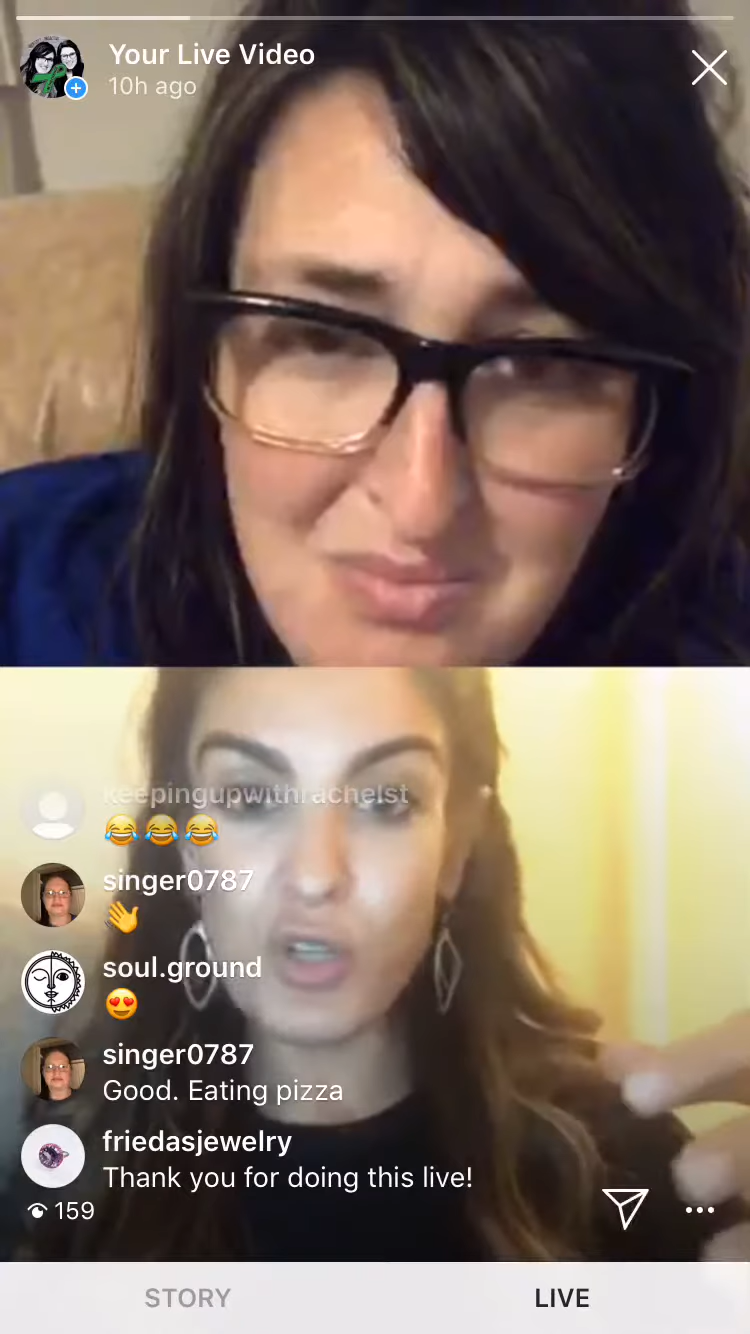 Your Live Video
10h ago
keepingupwithrachelst
😂😂😂
singer0787
👋
soul.ground
😍
singer0787
Good. Eating pizza
friedasjewelry
Thank you for doing this live!
159
STORY
LIVE